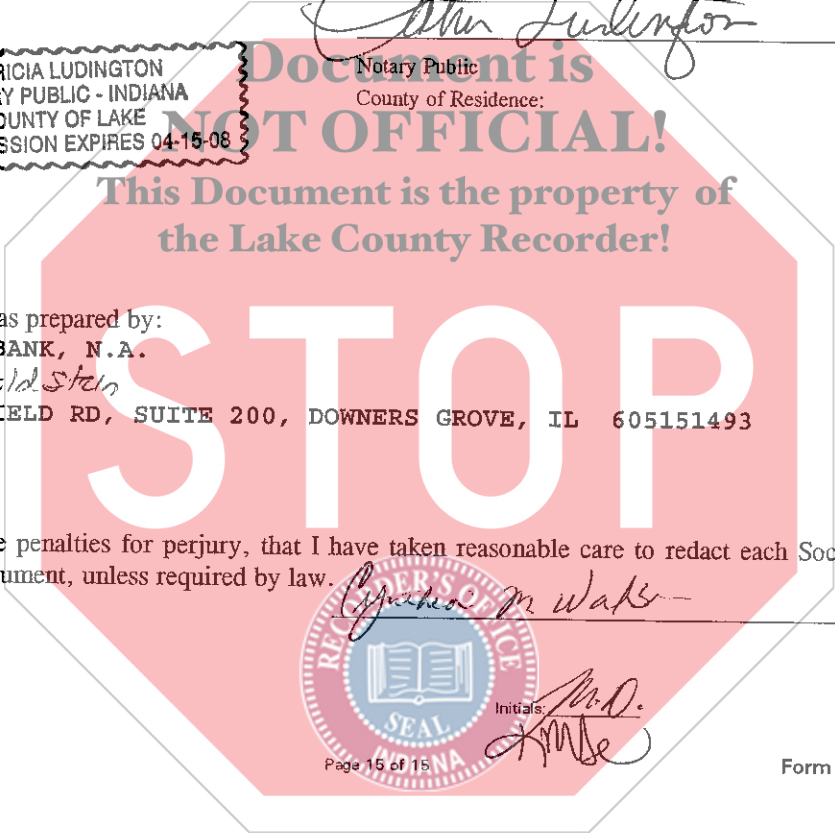 Notary Public
County of Residence:
RICIA LUDINGTON
Y PUBLIC - INDIANA
OUNTY OF LAKE
SSION EXPIRES 04-15-08
Document is
NOT OFFICIAL!
This Document is the property of
the Lake County Recorder!
as prepared by:
BANK, N.A.
ELD RD, SUITE 200, DOWNERS GROVE, IL 605151493
STOP
e penalties for perjury, that I have taken reasonable care to redact each Soc
ument, unless required by law.
RECORDER'S OFFICE
SEAL
INDIANA
Initials: M.D.
Page 15 of 15
Form